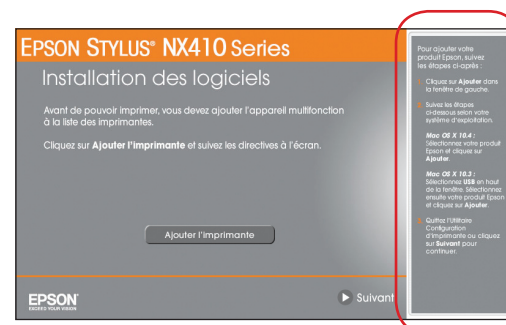 EPSON STYLUS® NX410 Series
Installation des logiciels
Avant de pouvoir imprimer, vous devez ajouter l'appareil multifonction
à la liste des imprimantes.
Cliquez sur Ajouter l'imprimante et suivez les directives à l'écran.
Ajouter l'imprimante
EPSON
EXCEED YOUR VISION
Suivant
Pour ajouter votre
produit Epson, suivez
les étapes ci-après :
Cliquez sur Ajouter dans
la fenêtre de gauche.
Suivez les étapes
ci-dessous selon votre
système d'exploitation.
Mac OS X 10.4 :
Sélectionnez votre produit
Epson et cliquez sur
Ajouter.
Mac OS X 10.3 :
Sélectionnez USB en haut
de la fenêtre. Sélectionnez
ensuite votre produit Epson
et cliquez sur Ajouter.
Quittez l'Utilitaire
Configuration
d'imprimante ou cliquez
sur Suivant pour
continuer.